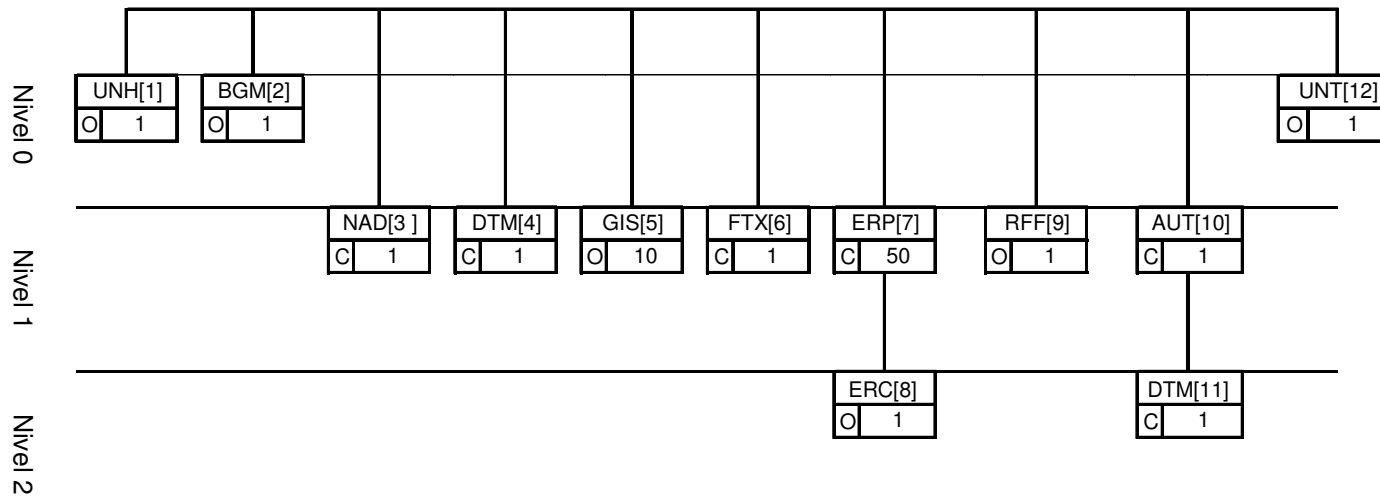 Nivel 0
UNH[1]
O 1
BGM[2]
O 1
UNT[12]
O 1
Nivel 1
NAD[3 ]
C 1
DTM[4]
C 1
GIS[5]
O 10
FTX[6]
C 1
ERP[7]
C 50
RFF[9]
O 1
AUT[10]
C 1
Nivel 2
ERC[8]
O 1
DTM[11]
C 1